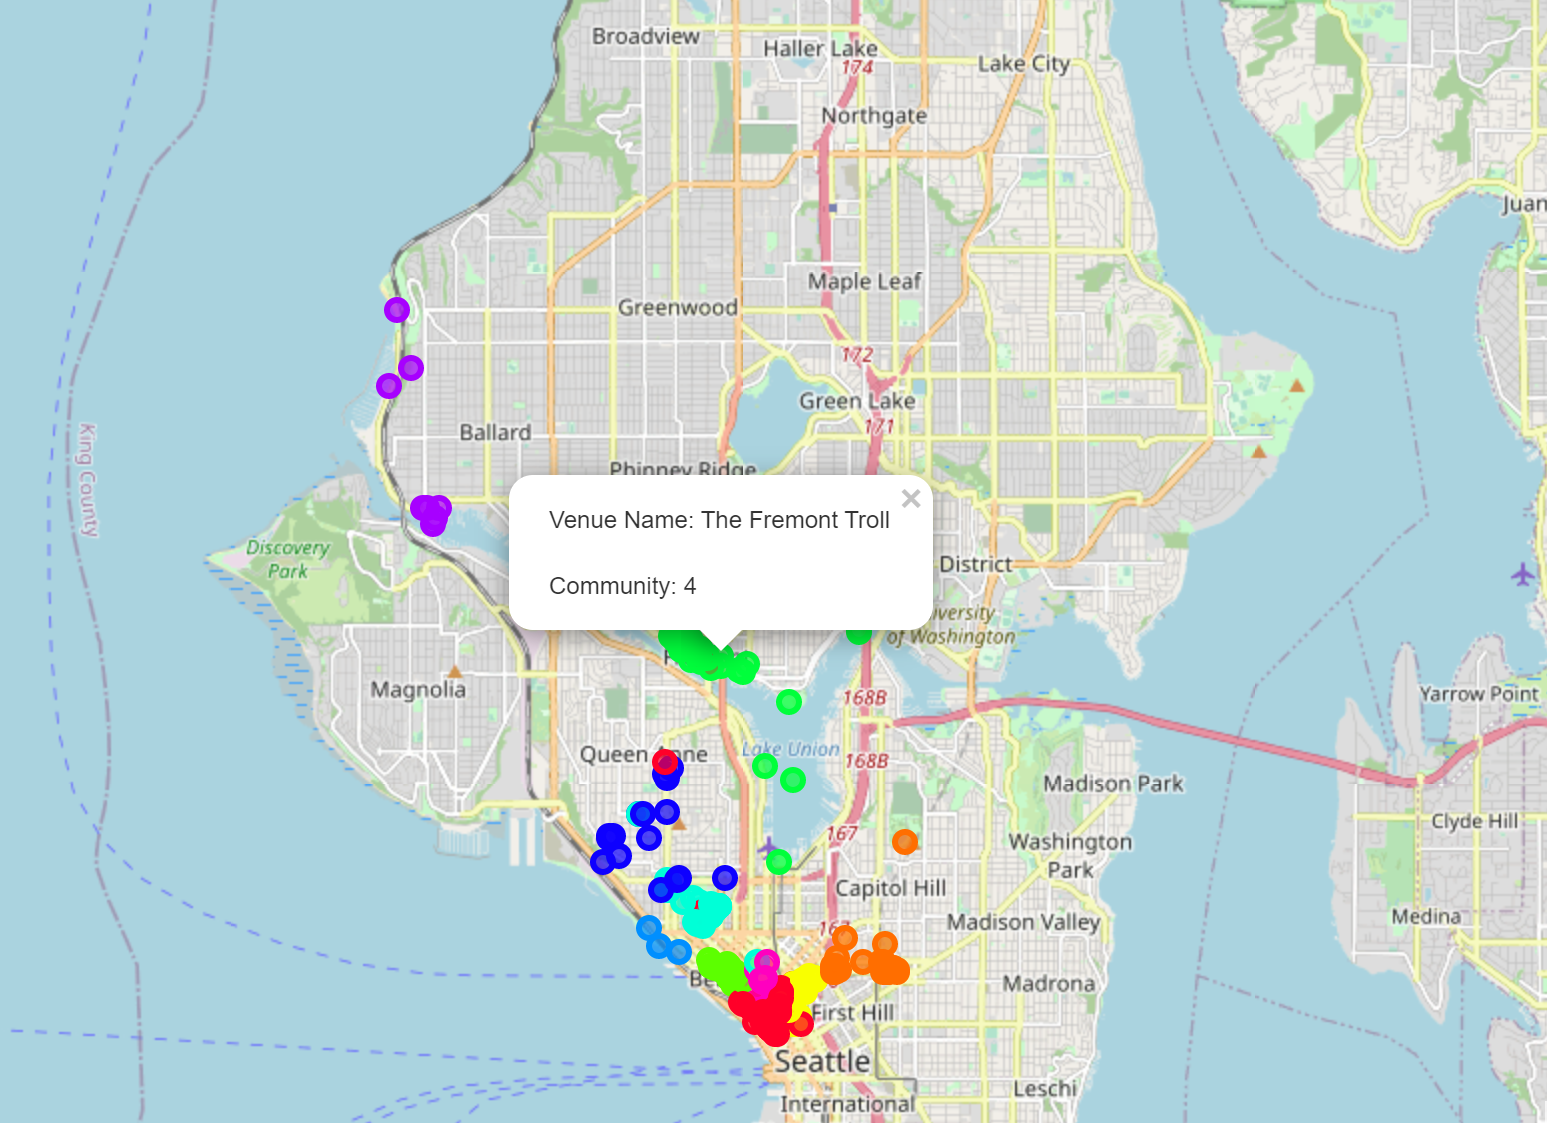 Broadview
Haller Lake
174
Lake City
Northgate
Juan
Maple Leaf
Greenwood
172
Green Lake
171
King County
Ballard
Phinney Ridge
×
Venue Name: The Fremont Troll
Community: 4
Discovery
Park
District
of Washington
Magnolia
168B
Yarrow Point
Queen Anne
Lake Union
168B
Madison Park
Clyde Hill
167
Washington
Park
Capitol Hill
Medina
Madison Valley
Madrona
First Hill
Seattle
Leschi
International